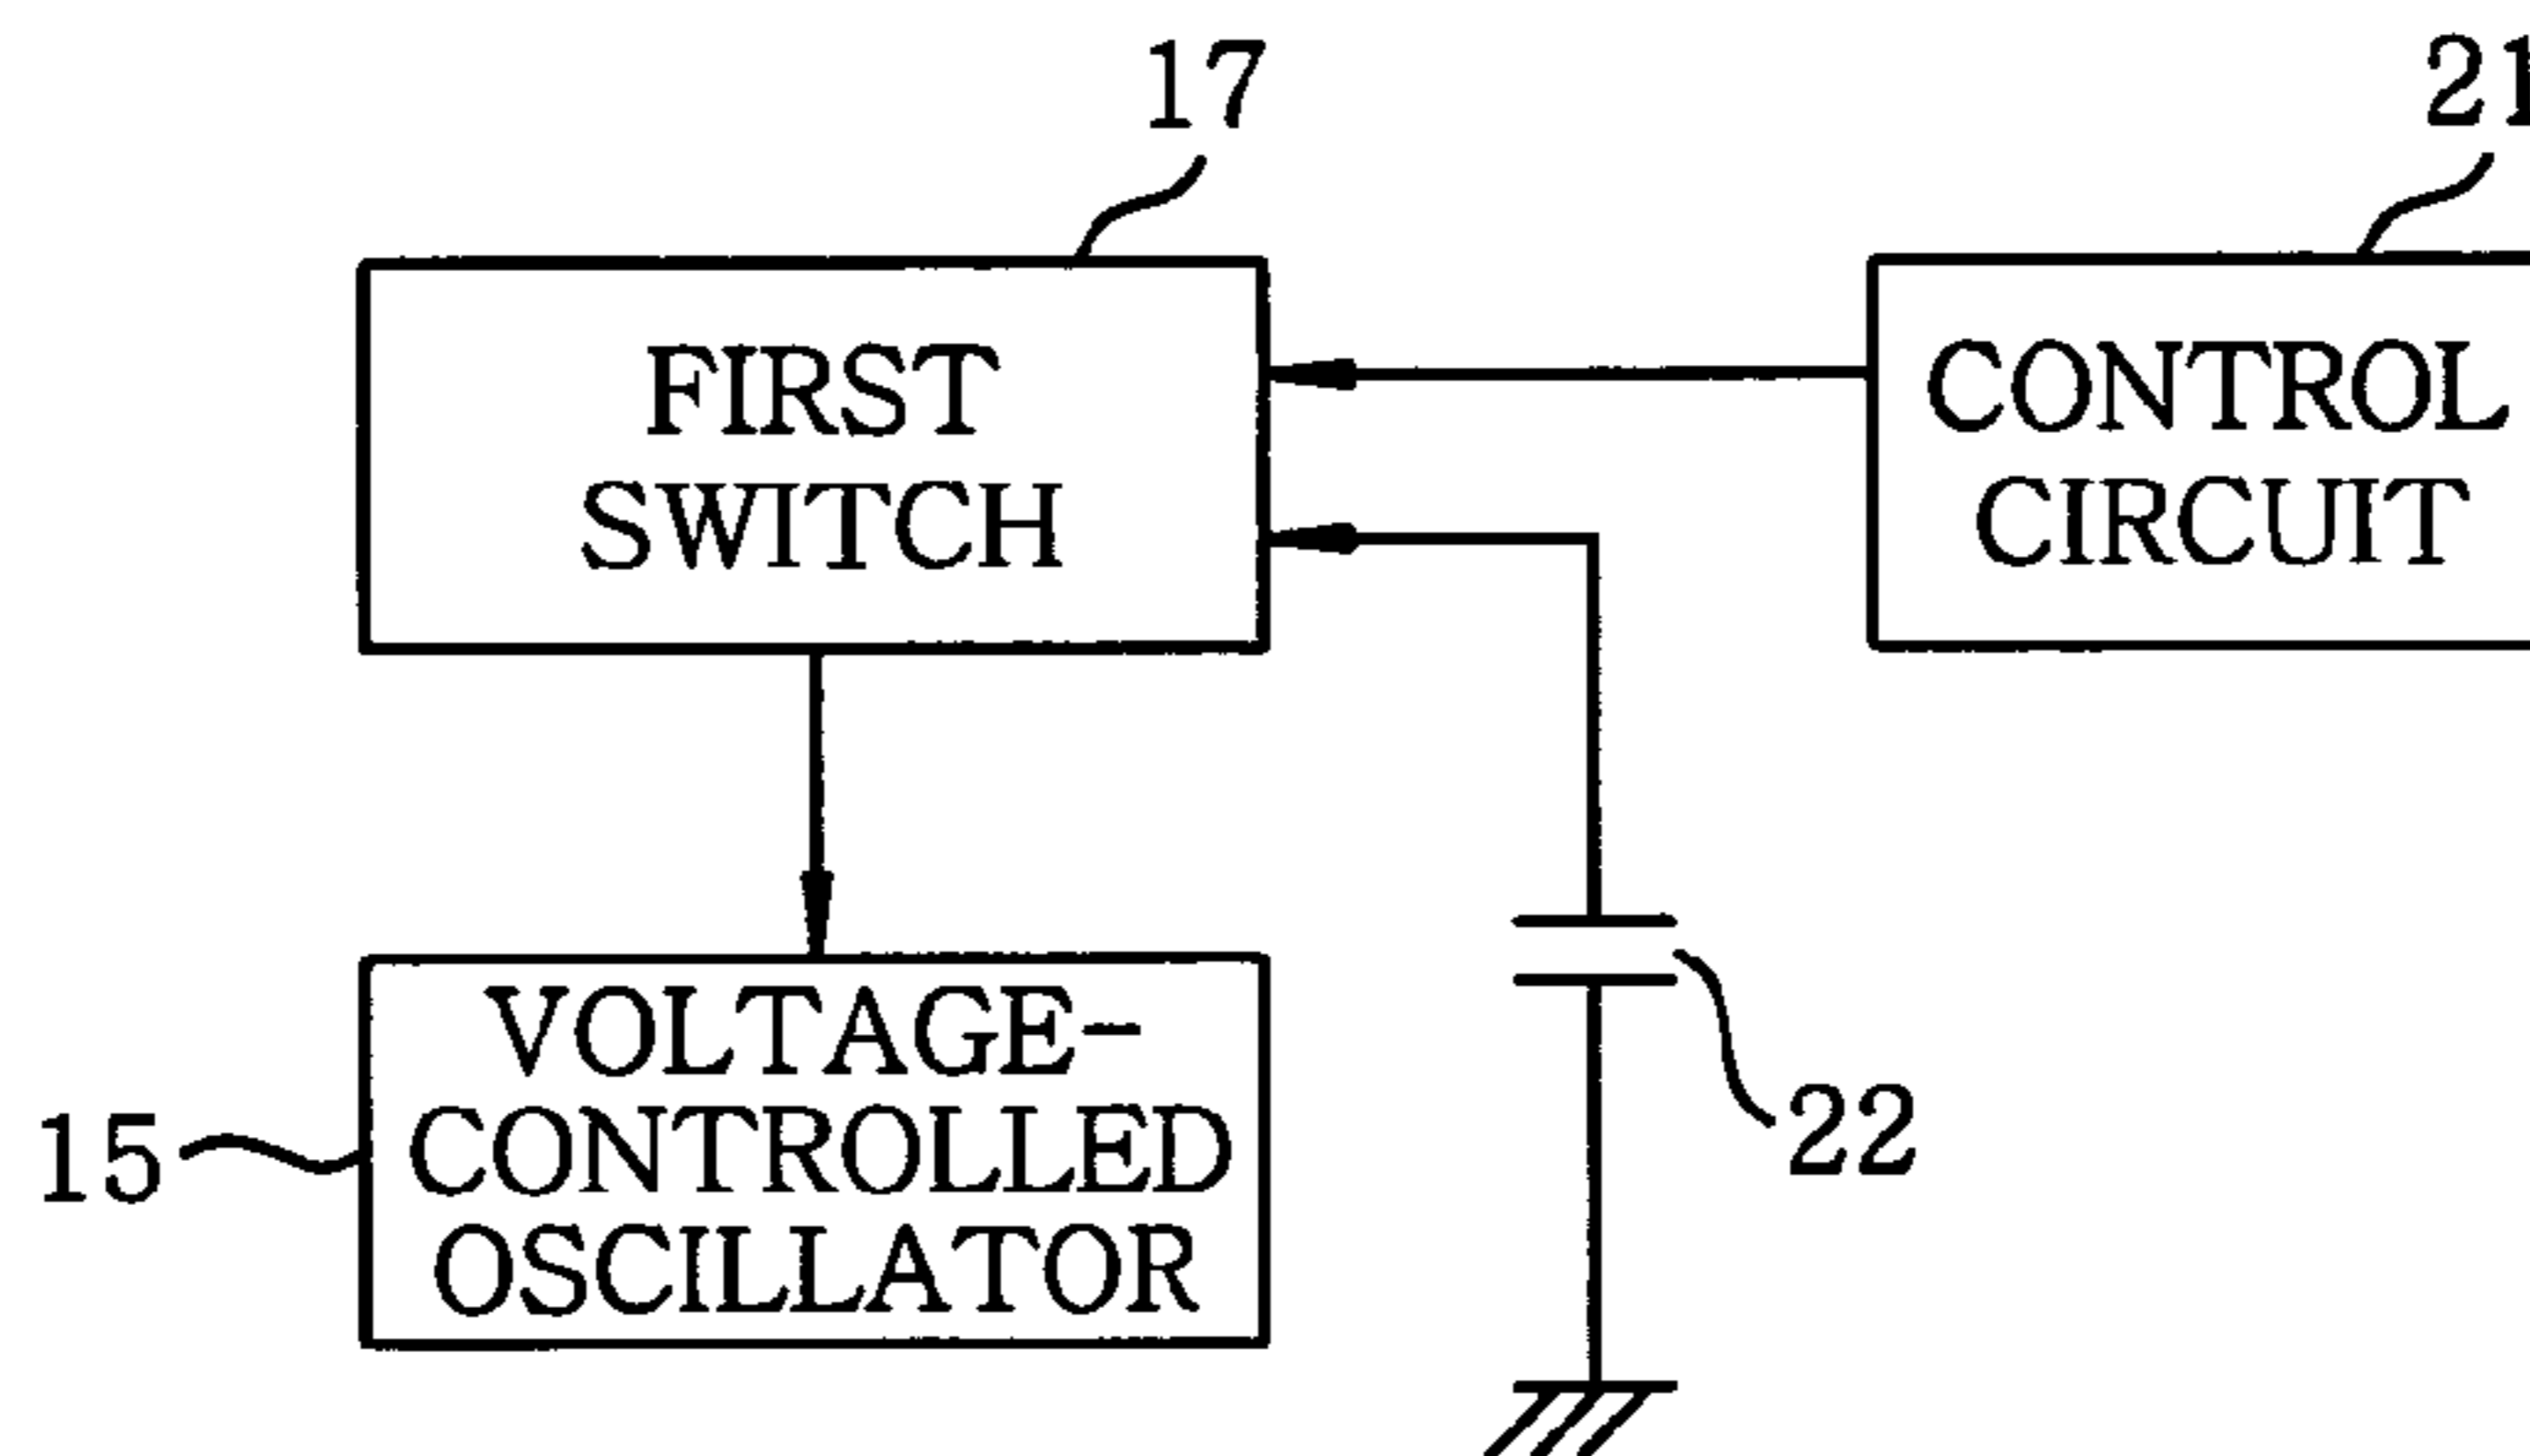 17
21
FIRST
SWITCH
CONTROL
CIRCUIT
VOLTAGE-
CONTROLLED
OSCILLATOR
15
22